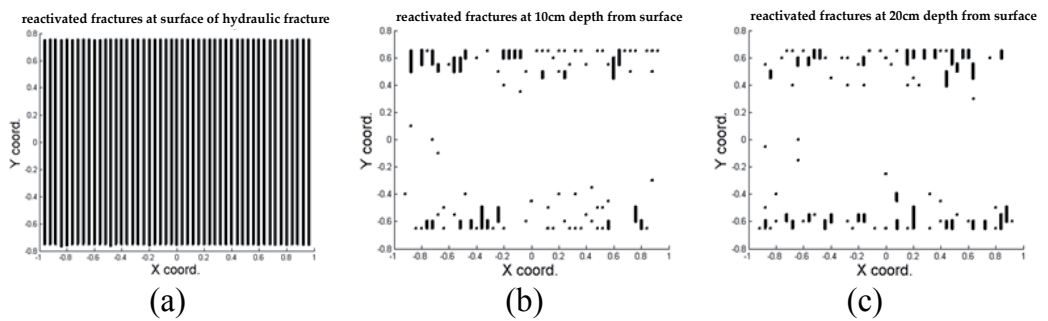 reactivated fractures at surface of hydraulic fracture
0.8
0.6
0.4
0.2
0
-0.2
-0.4
-0.6
-0.8
Y coord.
-1 -0.8 -0.6 -0.4 -0.2 0 0.2 0.4 0.6 0.8 1
X coord.
(a)
reactivated fractures at 10cm depth from surface
0.8
0.6
0.4
0.2
0
-0.2
-0.4
-0.6
-0.8
Y coord.
-1 -0.8 -0.6 -0.4 -0.2 0 0.2 0.4 0.6 0.8 1
X coord.
(b)
reactivated fractures at 20cm depth from surface
0.8
0.6
0.4
0.2
0
-0.2
-0.4
-0.6
-0.8
Y coord.
-1 -0.8 -0.6 -0.4 -0.2 0 0.2 0.4 0.6 0.8 1
X coord.
(c)